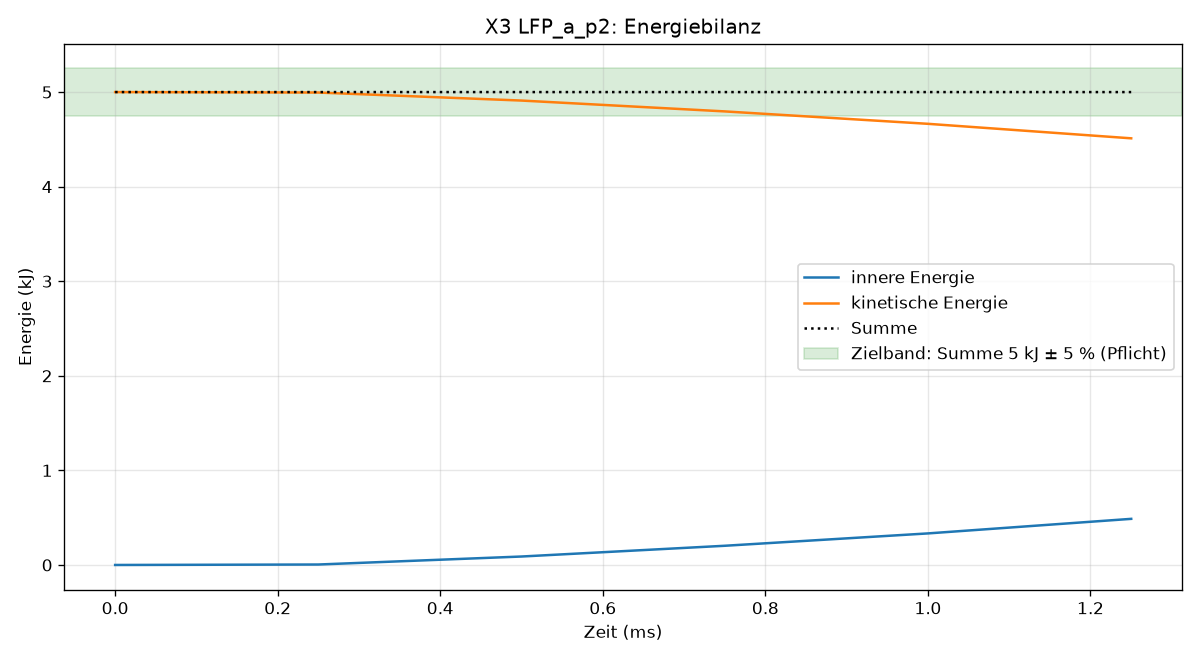 X3 LFP_a_p2: Energiebilanz
Energie (kJ)
5
4
3
2
1
0
innere Energie
kinetische Energie
Summe
Zielband: Summe 5 kJ ± 5 % (Pflicht)
0.0 0.2 0.4 0.6 0.8 1.0 1.2
Zeit (ms)